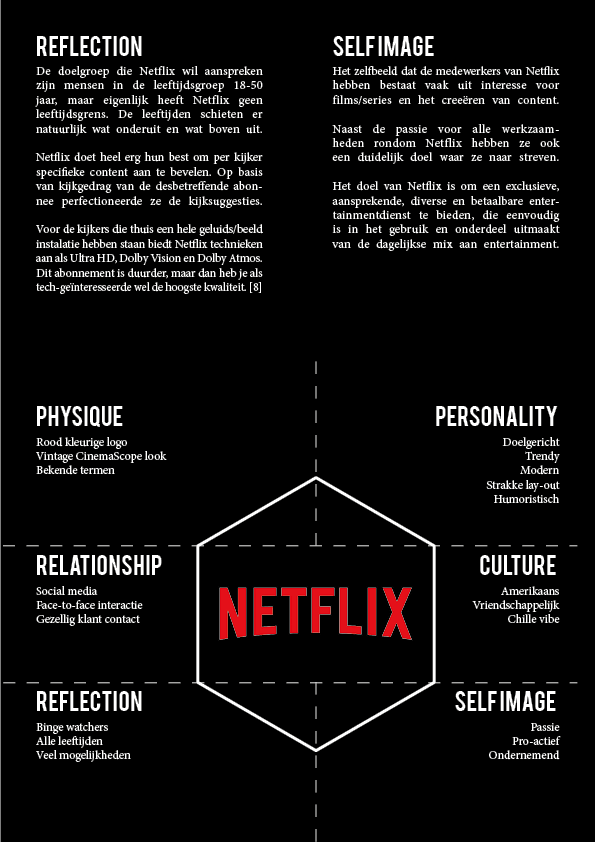 REFLECTION
De doelgroep die Netflix wil aanspreken
zijn mensen in de leeftijdsgroep 18-50
jaar, maar eigenlijk heeft Netflix geen
leeftijdsgrens. De leeftijden schieten er
natuurlijk wat onderuit en wat boven uit.
Netflix doet heel erg hun best om per kijker
specifieke content aan te bevelen. Op basis
van kijkgedrag van de desbetreffende abon-
nee perfectioneerde ze de kijksuggesties.
Voor de kijkers die thuis een hele geluids/beeld
instalatie hebben staan biedt Netflix technieken
aan als Ultra HD, Dolby Vision en Dolby Atmos.
Dit abonnement is duurder, maar dan heb je als
tech-geïnteresseerde wel de hoogste kwaliteit. [8]
SELF IMAGE
Het zelfbeeld dat de medewerkers van Netflix
hebben bestaat vaak uit interesse voor
films/series en het creeëren van content.
Naast de passie voor alle werkzaam-
heden rondom Netflix hebben ze ook
een duidelijk doel waar ze naar streven.
Het doel van Netflix is om een exclusieve,
aansprekende, diverse en betaalbare enter-
tainmentdienst te bieden, die eenvoudig
is in het gebruik en onderdeel uitmaakt
van de dagelijkse mix aan entertainment.
PHYSIQUE
Rood kleurige logo
Vintage CinemaScope look
Bekende termen
PERSONALITY
Doelgericht
Trendy
Modern
Strakke lay-out
Humoristisch
RELATIONSHIP
Social media
Face-to-face interactie
Gezellig klant contact
NETFLIX
CULTURE
Amerikaans
Vriendschappelijk
Chille vibe
REFLECTION
Binge watchers
Alle leeftijden
Veel mogelijkheden
SELF IMAGE
Passie
Pro-actief
Ondernemend